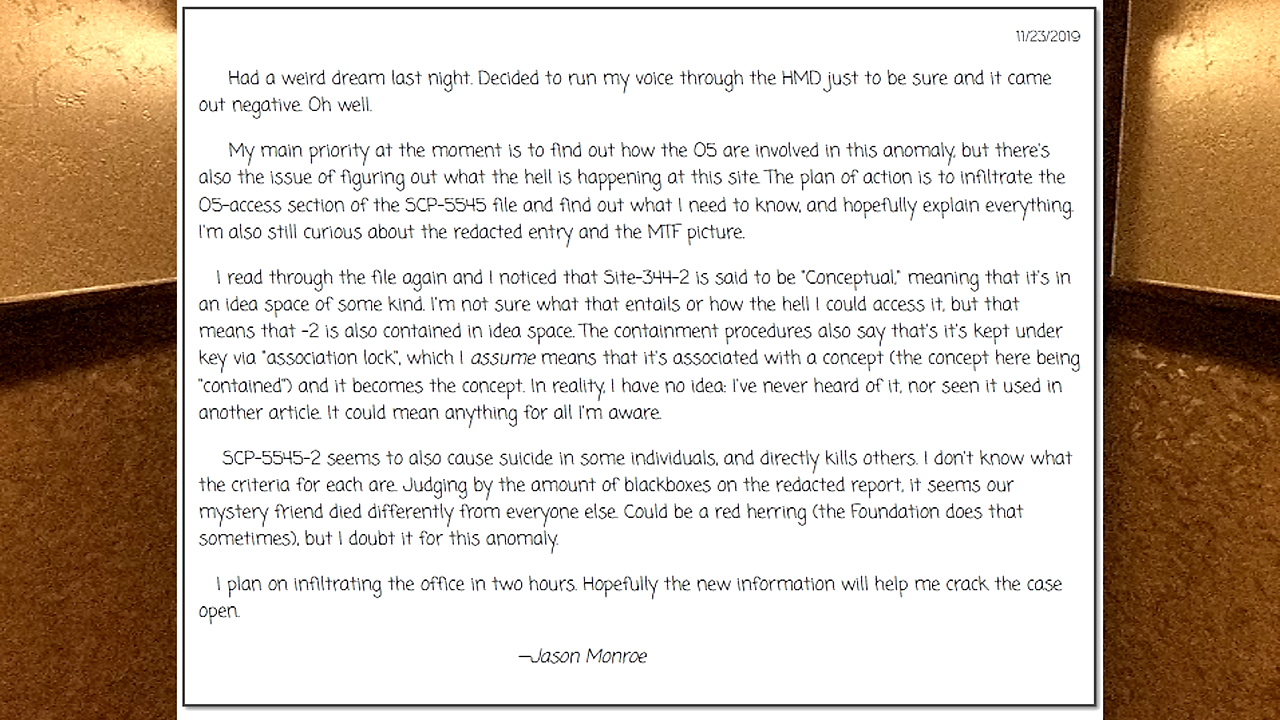 11/23/2019
Had a weird dream last night. Decided to run my voice through the HMD just to be sure and it came
out negative. Oh well.
My main priority at the moment is to find out how the O5 are involved in this anomaly, but there's
also the issue of figuring out what the hell is happening at this site. The plan of action is to infiltrate the
O5-access section of the SCP-5545 file and find out what I need to know, and hopefully explain everything.
I'm also still curious about the redacted entry and the MTF picture.
I read through the file again and I noticed that Site-344-2 is said to be "Conceptual," meaning that it's in
an idea space of some kind. I'm not sure what that entails or how the hell I could access it, but that
means that -2 is also contained in idea space. The containment procedures also say that's it's kept under
key via "association lock", which I assume means that it's associated with a concept (the concept here being
"contained") and it becomes the concept. In reality, I have no idea: I've never heard of it, nor seen it used in
another article. It could mean anything for all I'm aware.
SCP-5545-2 seems to also cause suicide in some individuals, and directly kills others. I don't know what
the criteria for each are. Judging by the amount of blackboxes on the redacted report, it seems our
mystery friend died differently from everyone else. Could be a red herring (the Foundation does that
sometimes), but I doubt it for this anomaly.
I plan on infiltrating the office in two hours. Hopefully the new information will help me crack the case
open.
—Jason Monroe